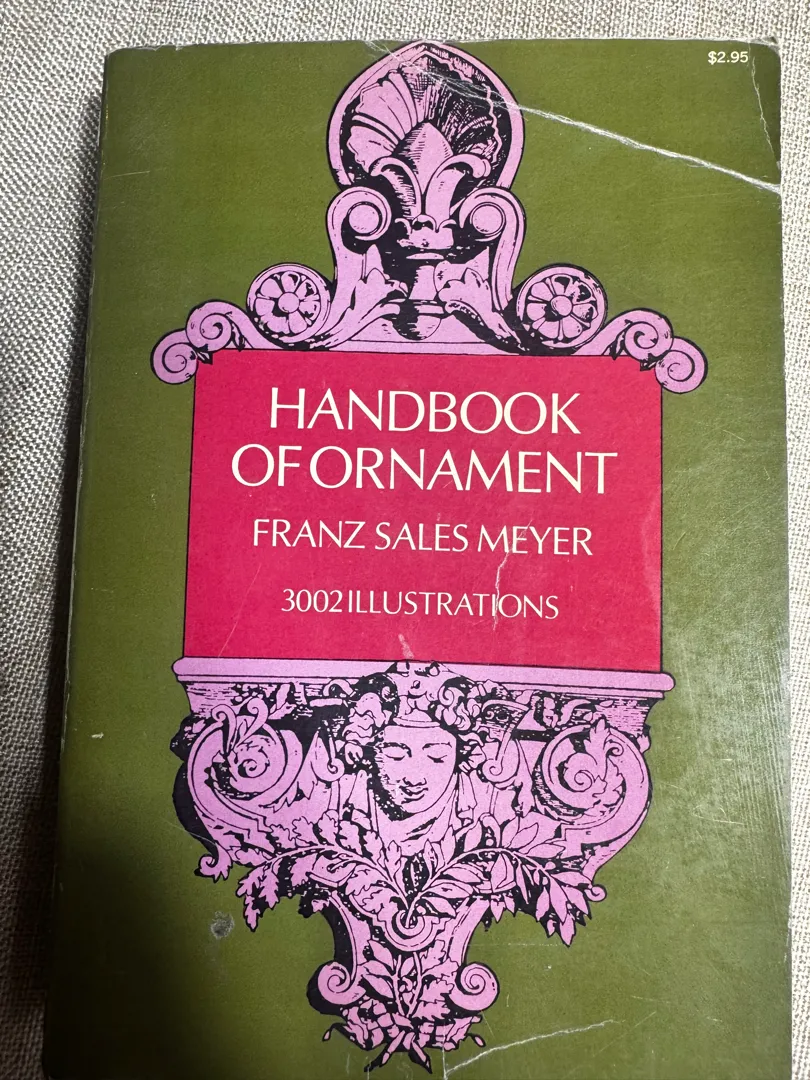 $2.95
HANDBOOK
OF ORNAMENT
FRANZ SALES MEYER
3002 ILLUSTRATIONS